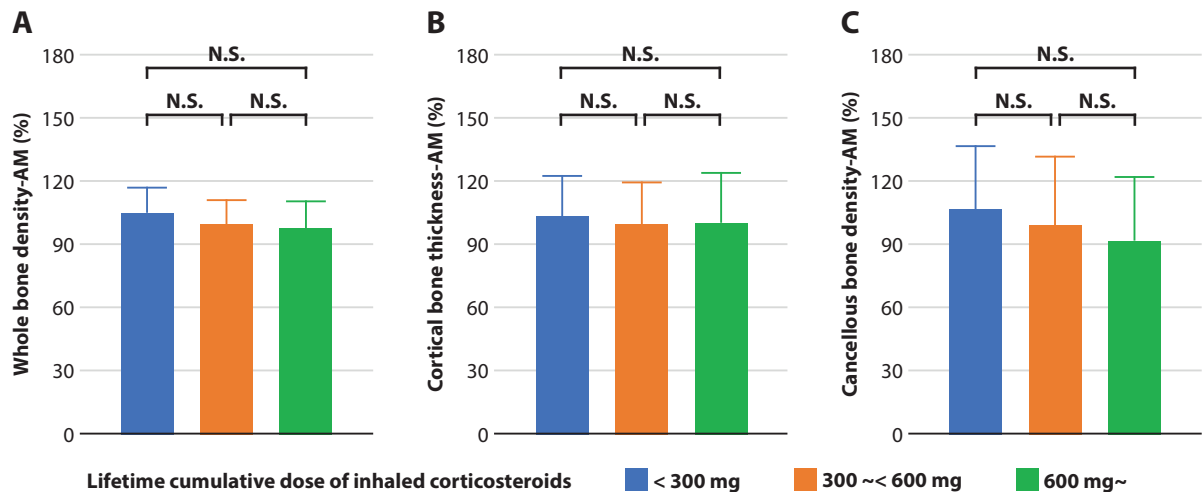 A
Whole bone density-AM (%)
180
150
120
90
60
30
0
N.S.
N.S.
N.S.
B
Cortical bone thickness-AM (%)
180
150
120
90
60
30
0
N.S.
N.S.
N.S.
C
Cancellous bone density-AM (%)
180
150
120
90
60
30
0
N.S.
N.S.
N.S.
Lifetime cumulative dose of inhaled corticosteroids < 300 mg 300 ~< 600 mg 600 mg~